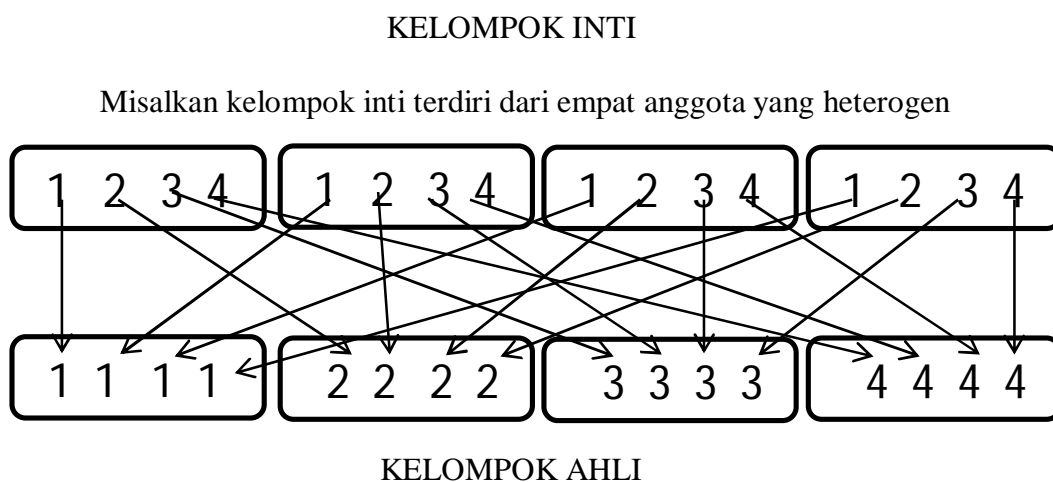 KELOMPOK INTI
Misalkan kelompok inti terdiri dari empat anggota yang heterogen
1 2 3 4 1 2 3 4 1 2 3 4 1 2 3 4
1 1 1 1 2 2 2 2 3 3 3 3 4 4 4 4
KELOMPOK AHLI